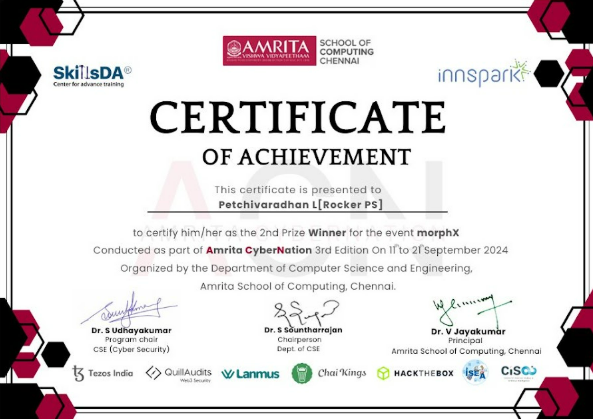 AMRITA
VISHWA VIDYAPEETHAM
SCHOOL OF
COMPUTING
CHENNAI
SkillsDA®
Center for advance training
innspark
CERTIFICATE
OF ACHIEVEMENT
This certificate is presented to
Petchivaradhan L[Rocker PS]
to certify him/her as the 2nd Prize Winner for the event morphX
Conducted as part of Amrita CyberNation 3rd Edition On 11th to 21st September 2024
Organized by the Department of Computer Science and Engineering,
Amrita School of Computing, Chennai.
Dr. S Udhayakumar
Program chair
CSE (Cyber Security)
Dr. S Sountharrajan
Chairperson
Dept. of CSE
Dr. V Jayakumar
Principal
Amrita School of Computing, Chennai
Tezos India
QuillAudits
Web3 Security
Lanmus
Chai Kings
HACKTHEBOX
ISEA
CISCO